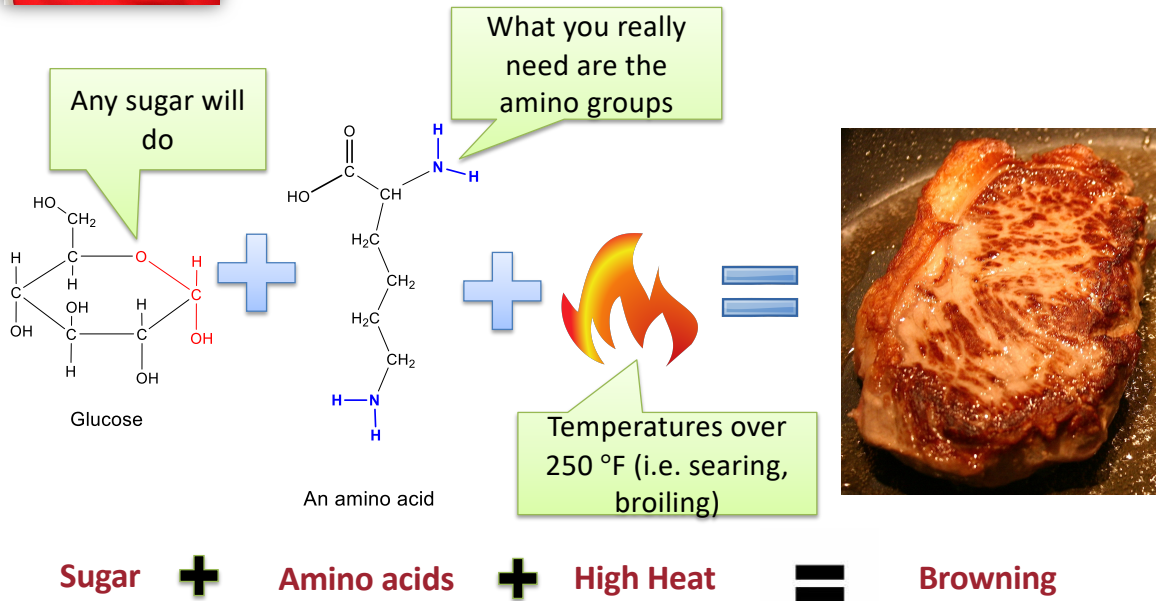 What you really
need are the
amino groups
Any sugar will
do
HO
CH2
C
H
O
H
C
OH
H
C
OH
OH
C
H
H
C
OH
Glucose
O
C
HO
CH
H
N
H
H2C
CH2
H2C
CH2
H
N
H
An amino acid
Temperatures over
250 °F (i.e. searing,
broiling)
Sugar + Amino acids + High Heat = Browning